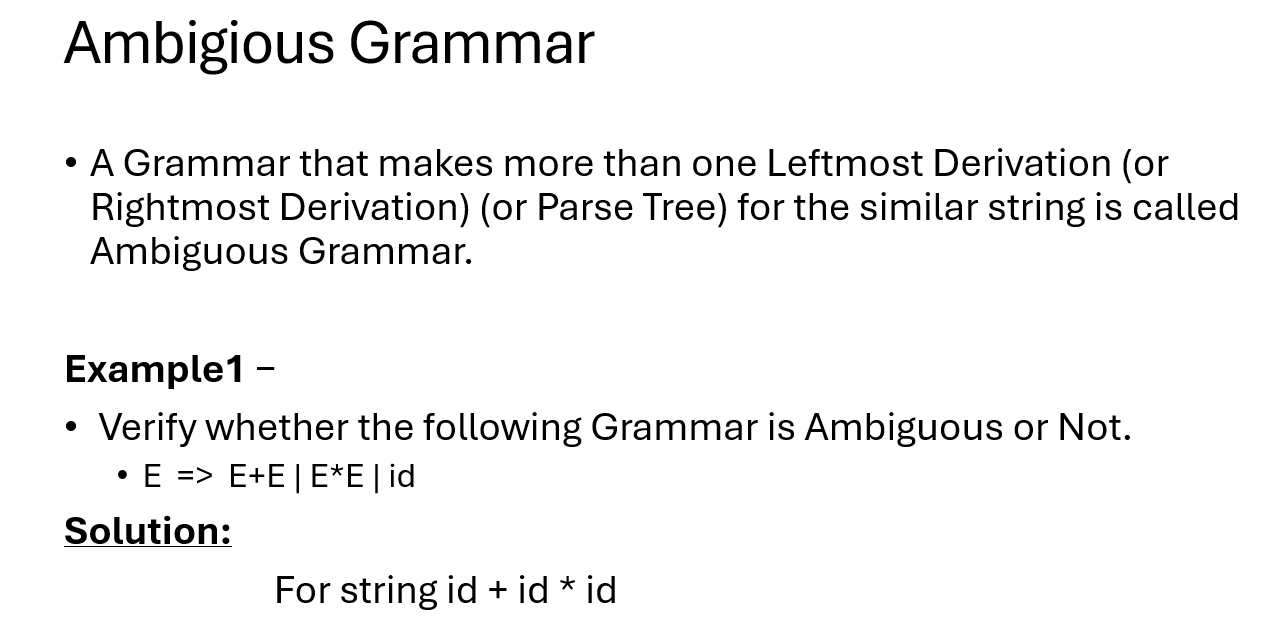 Ambigious Grammar
• A Grammar that makes more than one Leftmost Derivation (or
Rightmost Derivation) (or Parse Tree) for the similar string is called
Ambiguous Grammar.
Example1 –
• Verify whether the following Grammar is Ambiguous or Not.
• E => E+E | E*E | id
Solution:
For string id + id * id